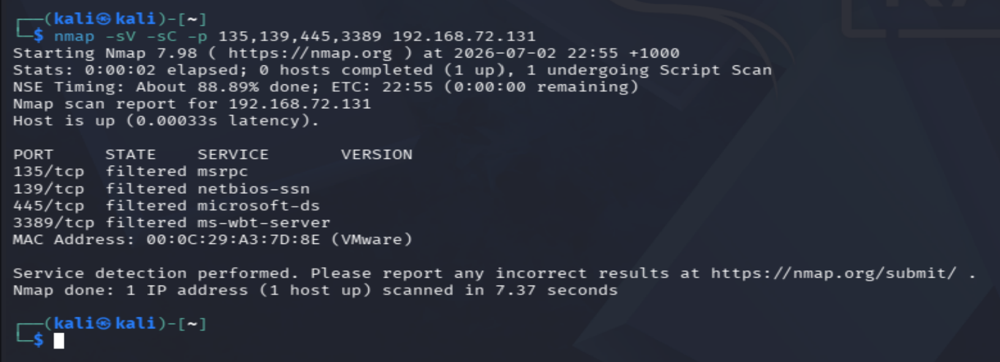 ┌──(kali㉿kali)-[~]
└─$ nmap -sV -sC -p 135,139,445,3389 192.168.72.131
Starting Nmap 7.98 ( https://nmap.org ) at 2026-07-02 22:55 +1000
Stats: 0:00:02 elapsed; 0 hosts completed (1 up), 1 undergoing Script Scan
NSE Timing: About 88.89% done; ETC: 22:55 (0:00:00 remaining)
Nmap scan report for 192.168.72.131
Host is up (0.00033s latency).

PORT     STATE    SERVICE       VERSION
135/tcp  filtered msrpc
139/tcp  filtered netbios-ssn
445/tcp  filtered microsoft-ds
3389/tcp filtered ms-wbt-server
MAC Address: 00:0C:29:A3:7D:8E (VMware)

Service detection performed. Please report any incorrect results at https://nmap.org/submit/ .
Nmap done: 1 IP address (1 host up) scanned in 7.37 seconds

┌──(kali㉿kali)-[~]
└─$